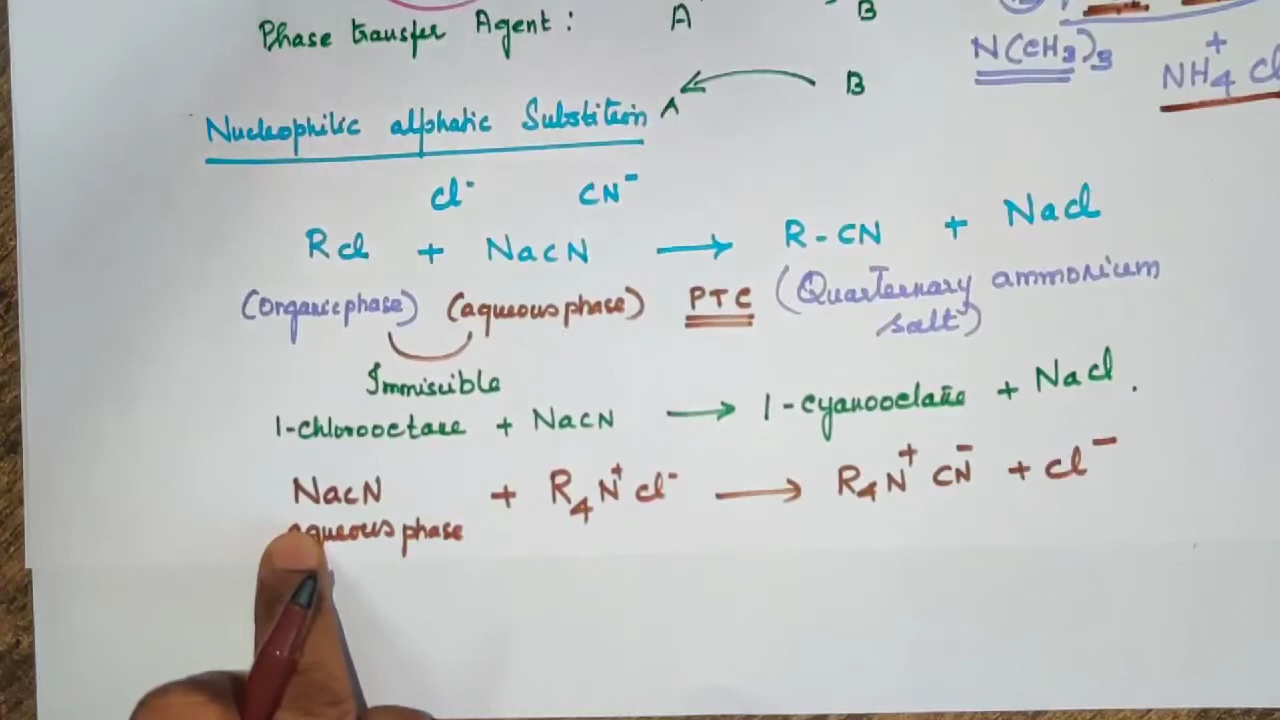 Phase transfer Agent : A B
N(CH3)3
NH4+ Cl
A B
Nucleophilic aliphatic Substitution
Cl- CN-
RCl + NaCN → R-CN + NaCl
(organic phase) (aqueous phase) PTC (Quarternary ammonium salt)
Immiscible
1-chlorooctane + NaCN → 1-cyanooctane + NaCl.
NaCN + R4N+Cl- → R4N+ CN- + Cl-
aqueous phase